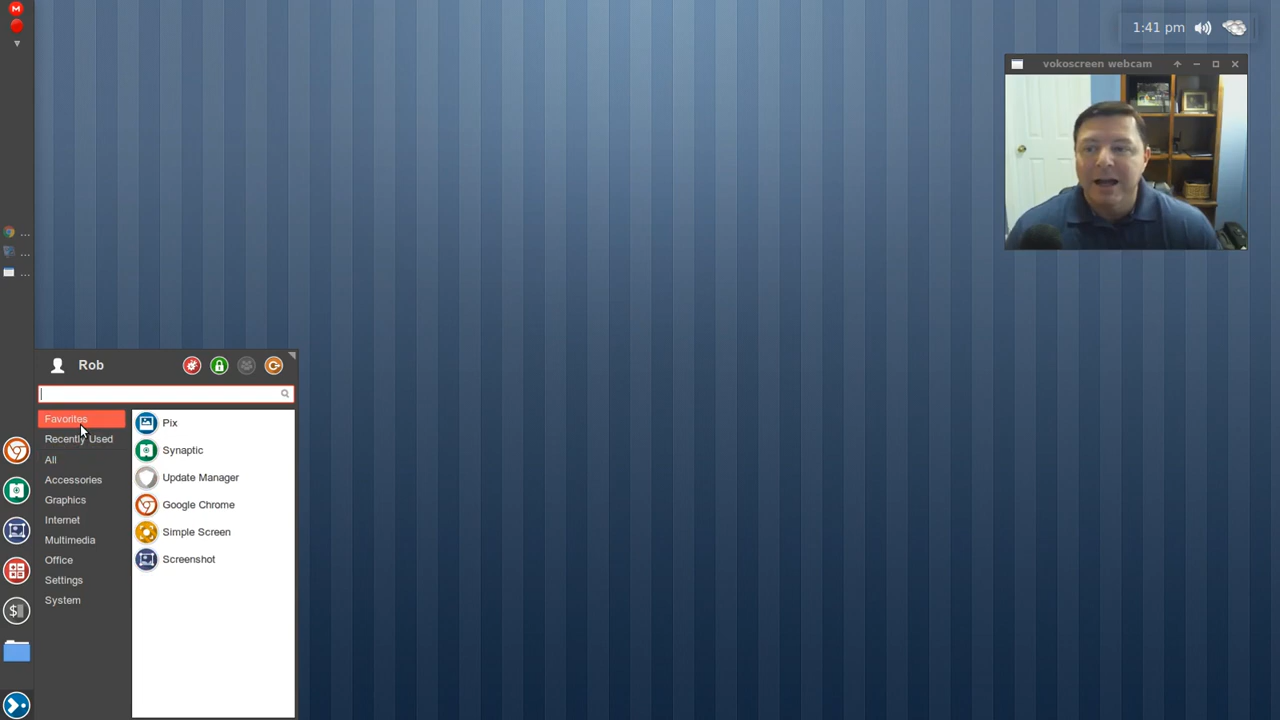 1:41 pm
vokoscreen webcam
...
...
...
Rob
Favorites
Recently Used
All
Accessories
Graphics
Internet
Multimedia
Office
Settings
System
Pix
Synaptic
Update Manager
Google Chrome
Simple Screen
Screenshot
M
$